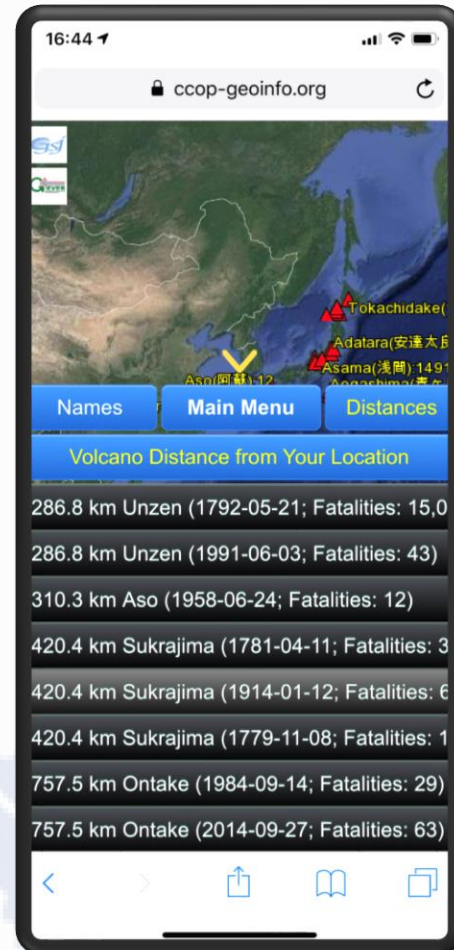 16:44
ccop-geoinfo.org
GSJ
Tokachidake(
Adatara(安達太良
Asama(浅間):1491
Aso(阿蘇):12
Aogashima(青ヶ
Names
Main Menu
Distances
Volcano Distance from Your Location
286.8 km Unzen (1792-05-21; Fatalities: 15,0
286.8 km Unzen (1991-06-03; Fatalities: 43)
310.3 km Aso (1958-06-24; Fatalities: 12)
420.4 km Sukrajima (1781-04-11; Fatalities: 3
420.4 km Sukrajima (1914-01-12; Fatalities: 6
420.4 km Sukrajima (1779-11-08; Fatalities: 1
757.5 km Ontake (1984-09-14; Fatalities: 29)
757.5 km Ontake (2014-09-27; Fatalities: 63)